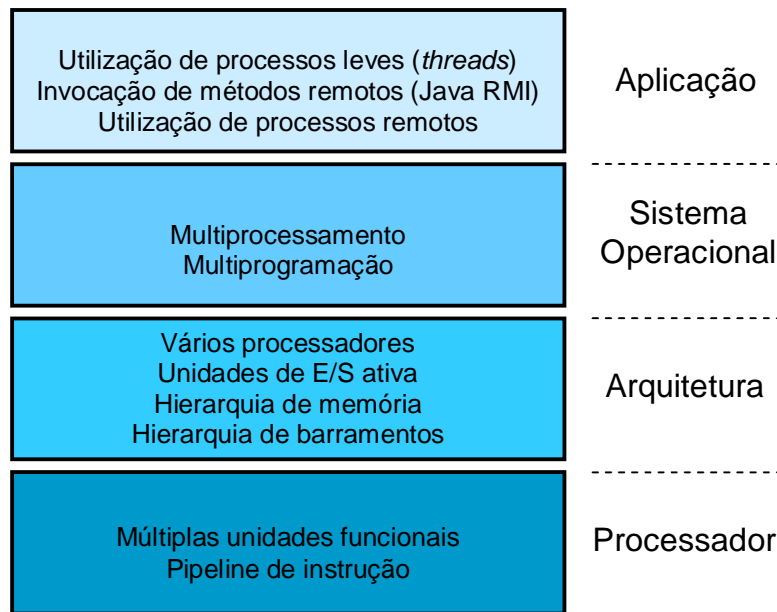 Utilização de processos leves (threads)
Invocação de métodos remotos (Java RMI)
Utilização de processos remotos
Aplicação
Multiprocessamento
Multiprogramação
Sistema
Operacional
Vários processadores
Unidades de E/S ativa
Hierarquia de memória
Hierarquia de barramentos
Arquitetura
Múltiplas unidades funcionais
Pipeline de instrução
Processador